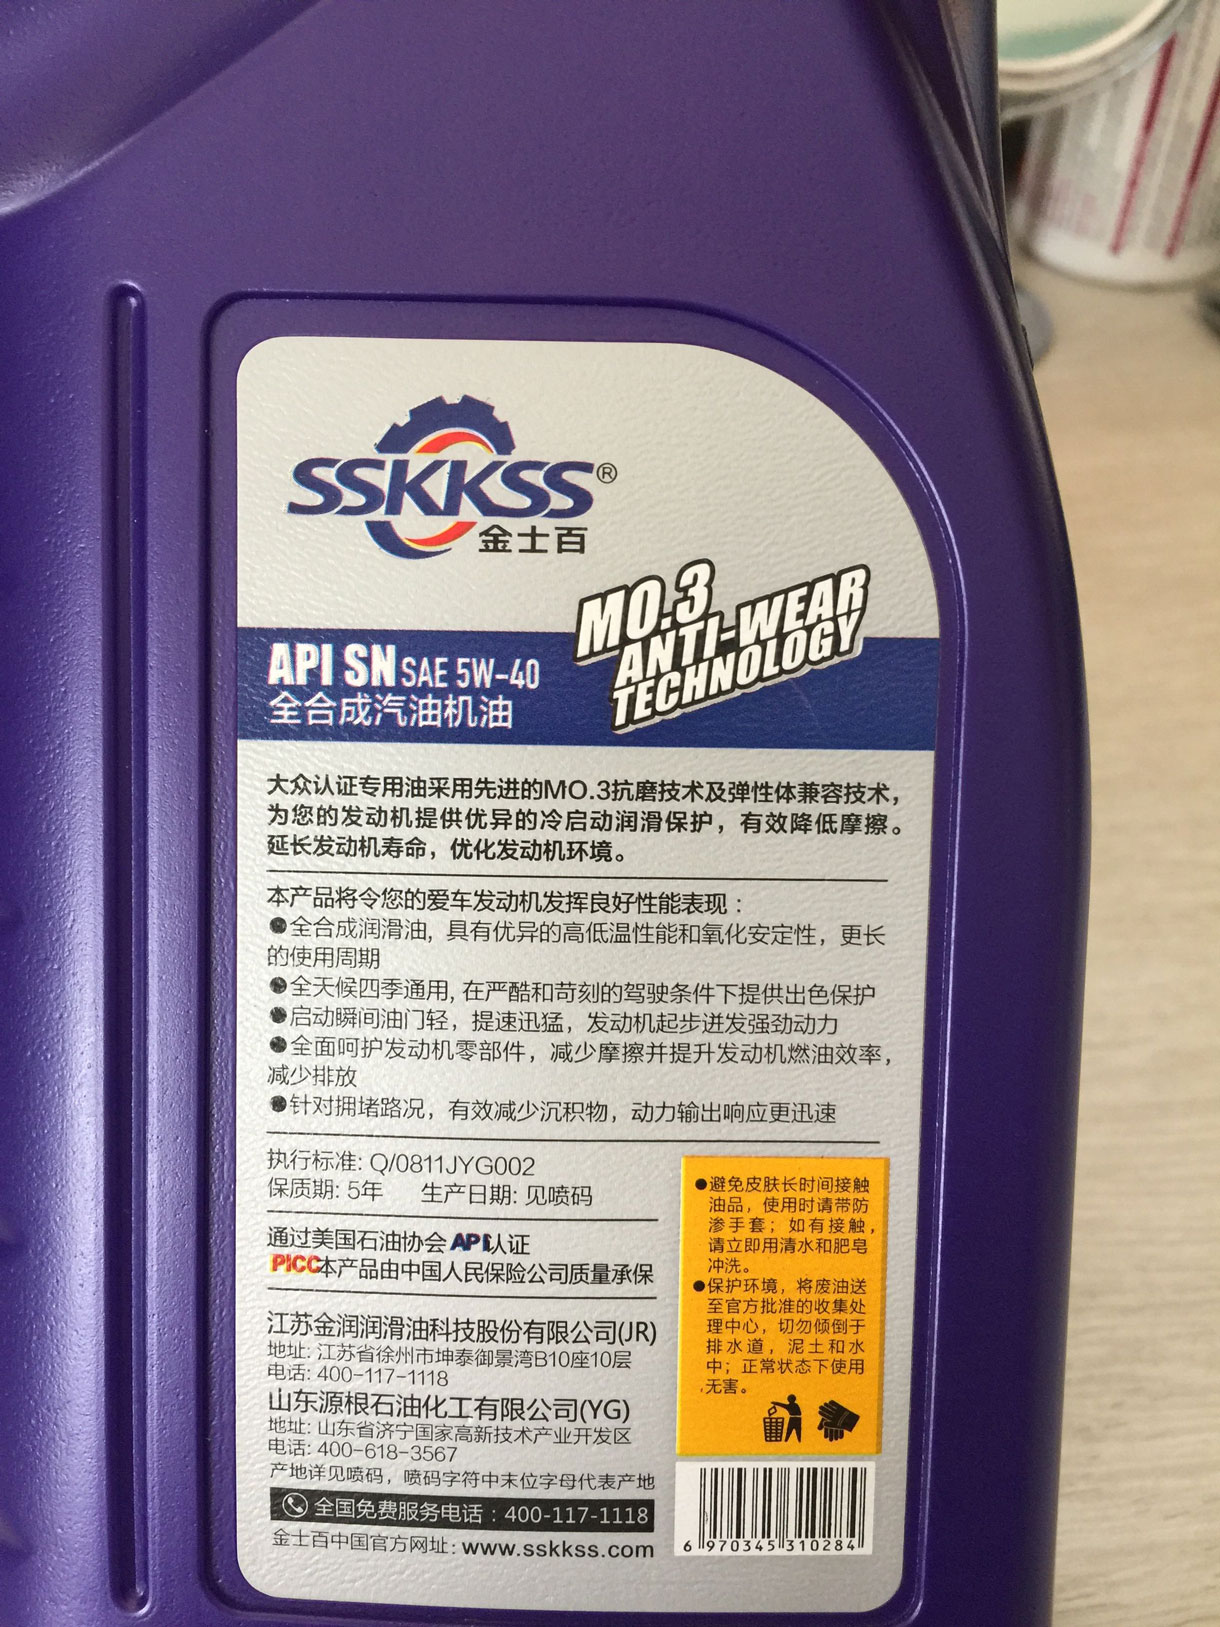 SSKKSS®
金士百
MO.3
ANTI-WEAR
TECHNOLOGY
API SN SAE 5W-40
全合成汽油机油
大众认证专用油采用先进的MO.3抗磨技术及弹性体兼容技术，
为您的发动机提供优异的冷启动润滑保护，有效降低摩擦。
延长发动机寿命，优化发动机环境。
本产品将令您的爱车发动机发挥良好性能表现：
●全合成润滑油，具有优异的高低温性能和氧化安定性，更长
的使用周期
●全天候四季通用，在严酷和苛刻的驾驶条件下提供出色保护
●启动瞬间油门轻，提速迅猛，发动机起步迸发强劲动力
●全面呵护发动机零部件，减少摩擦并提升发动机燃油效率，
减少排放
●针对拥堵路况，有效减少沉积物，动力输出响应更迅速
执行标准：Q/0811JYG002
保质期：5年 生产日期：见喷码
通过美国石油协会API认证
PICC本产品由中国人民保险公司质量承保
江苏金润润滑油科技股份有限公司(JR)
地址：江苏省徐州市坤泰御景湾B10座10层
电话：400-117-1118
山东源根石油化工有限公司(YG)
地址：山东省济宁国家高新技术产业开发区
电话：400-618-3567
产地详见喷码，喷码字符中末位字母代表产地
全国免费服务电话：400-117-1118
金士百中国官方网址：www.sskkss.com
●避免皮肤长时间接触
油品，使用时请带防
渗手套；如有接触，
请立即用清水和肥皂
冲洗。
●保护环境，将废油送
至官方批准的收集处
理中心，切勿倾倒于
排水道，泥土和水
中；正常状态下使用
无害。
6 970345 310284